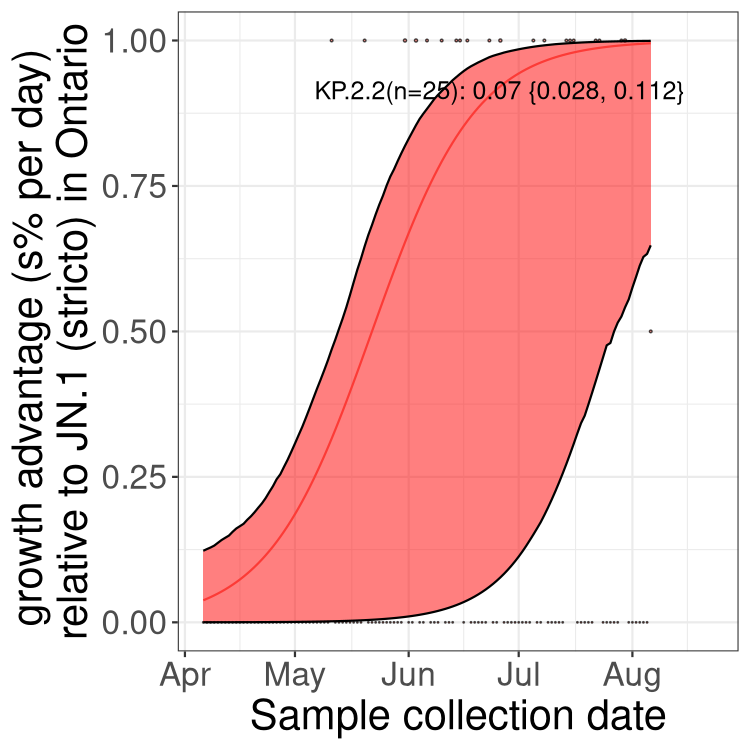 growth advantage (s% per day)
relative to JN.1 (stricto) in Ontario
1.00
0.75
0.50
0.25
0.00
KP.2.2(n=25): 0.07 {0.028, 0.112}
Apr May Jun Jul Aug
Sample collection date